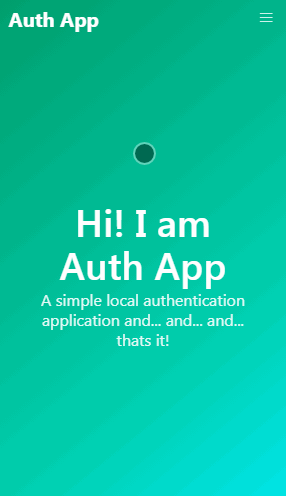 Auth App
Hi! I am
Auth App
A simple local authentication
application and... and... and...
thats it!